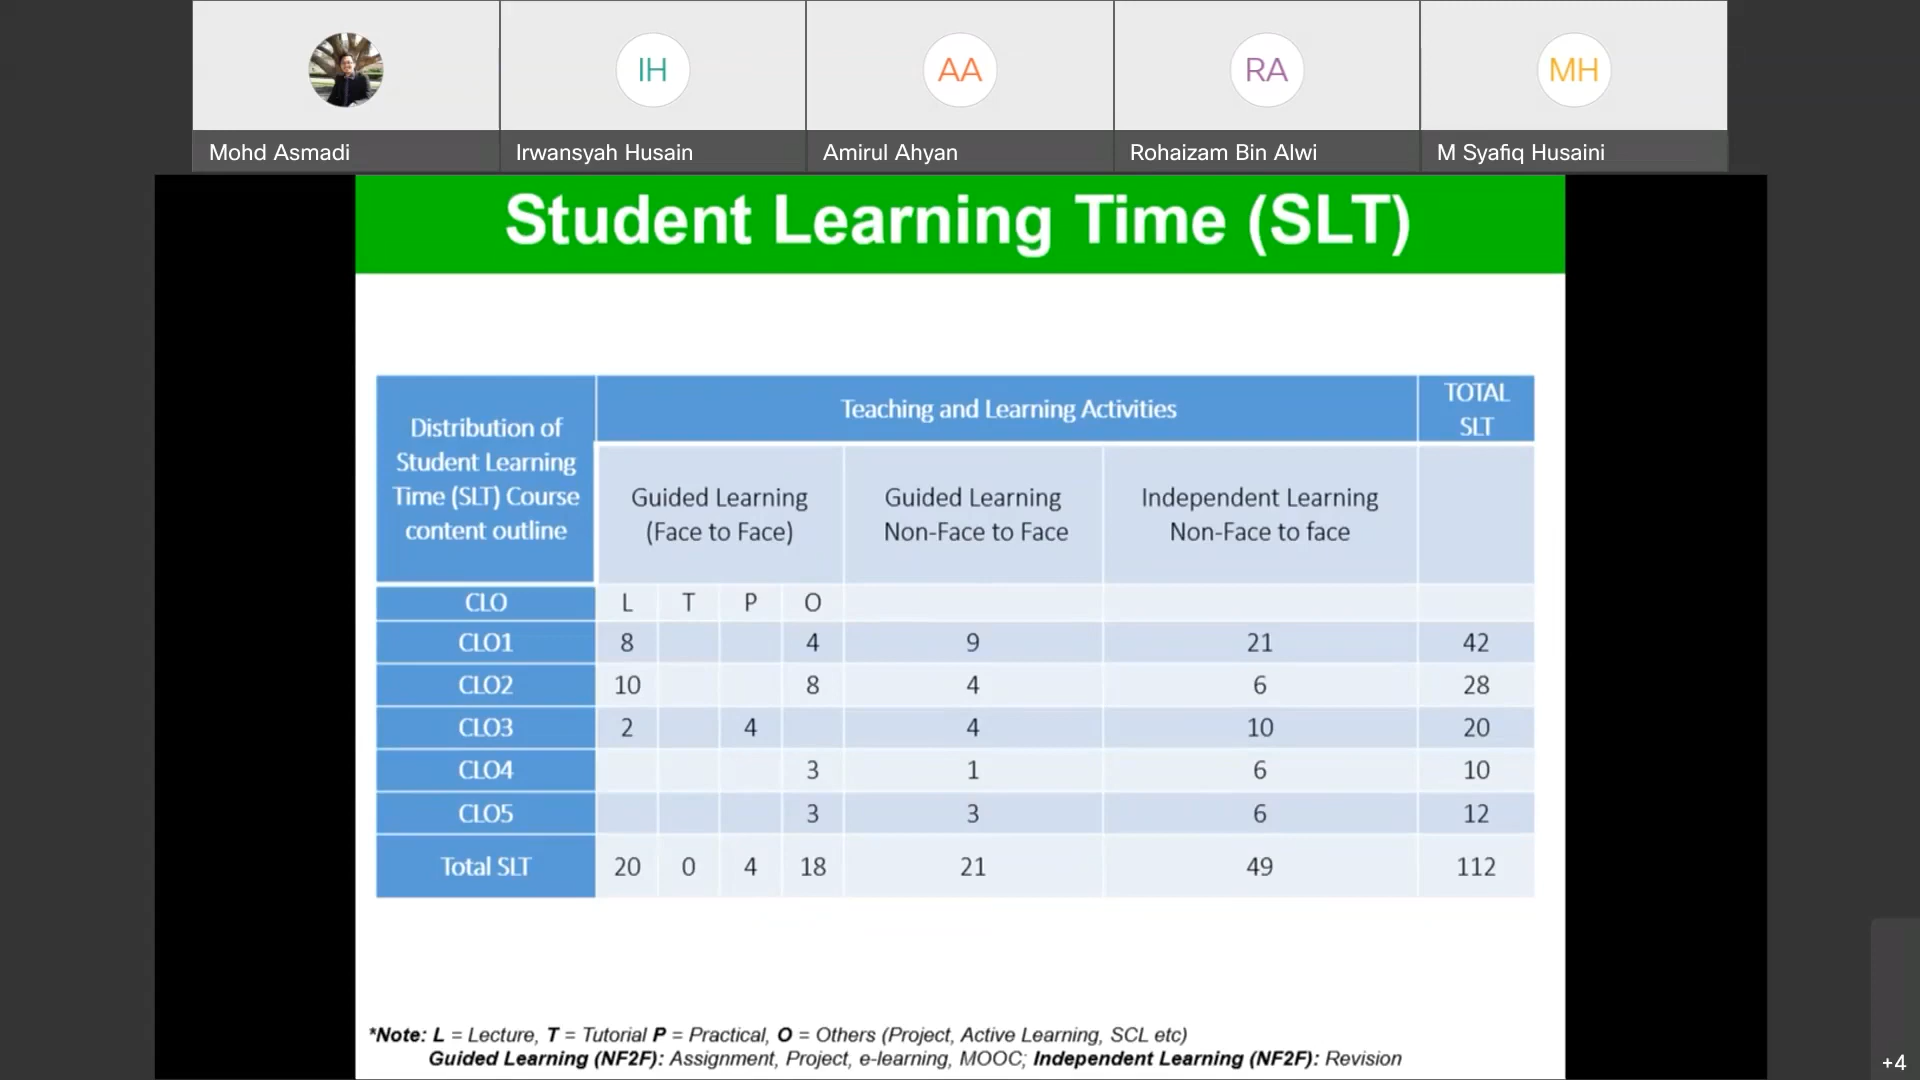 IH
AA
RA
MH
Mohd Asmadi
Irwansyah Husain
Amirul Ahyan
Rohaizam Bin Alwi
M Syafiq Husaini
Student Learning Time (SLT)
Distribution of
Student Learning
Time (SLT) Course
content outline
Teaching and Learning Activities
TOTAL
SLT
Guided Learning
(Face to Face)
Guided Learning
Non-Face to Face
Independent Learning
Non-Face to face
CLO L T P O
CLO1 8 4 9 21 42
CLO2 10 8 4 6 28
CLO3 2 4 4 10 20
CLO4 3 1 6 10
CLO5 3 3 6 12
Total SLT 20 0 4 18 21 49 112
*Note: L = Lecture, T = Tutorial P = Practical, O = Others (Project, Active Learning, SCL etc)
Guided Learning (NF2F): Assignment, Project, e-learning, MOOC; Independent Learning (NF2F): Revision
+4